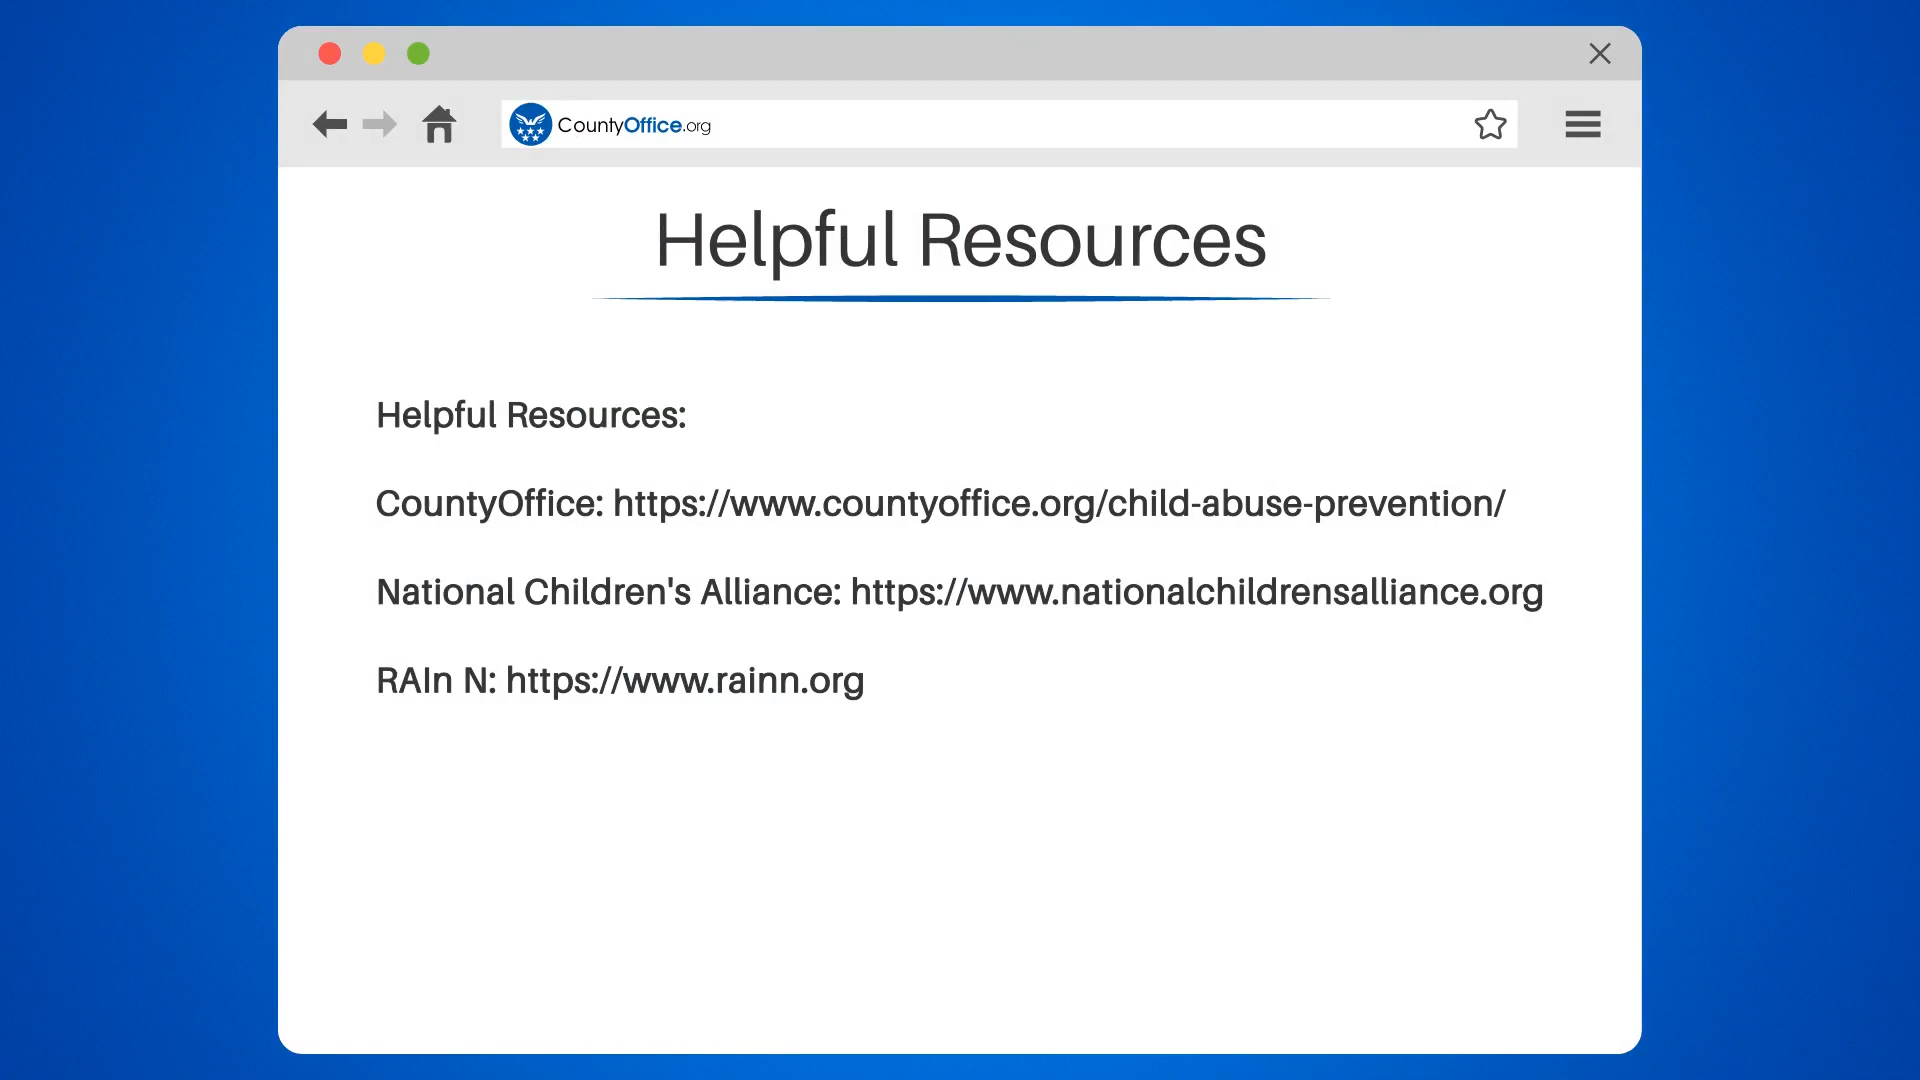 CountyOffice.org
Helpful Resources
Helpful Resources:
CountyOffice: https://www.countyoffice.org/child-abuse-prevention/
National Children's Alliance: https://www.nationalchildrensalliance.org
RAIn N: https://www.rainn.org